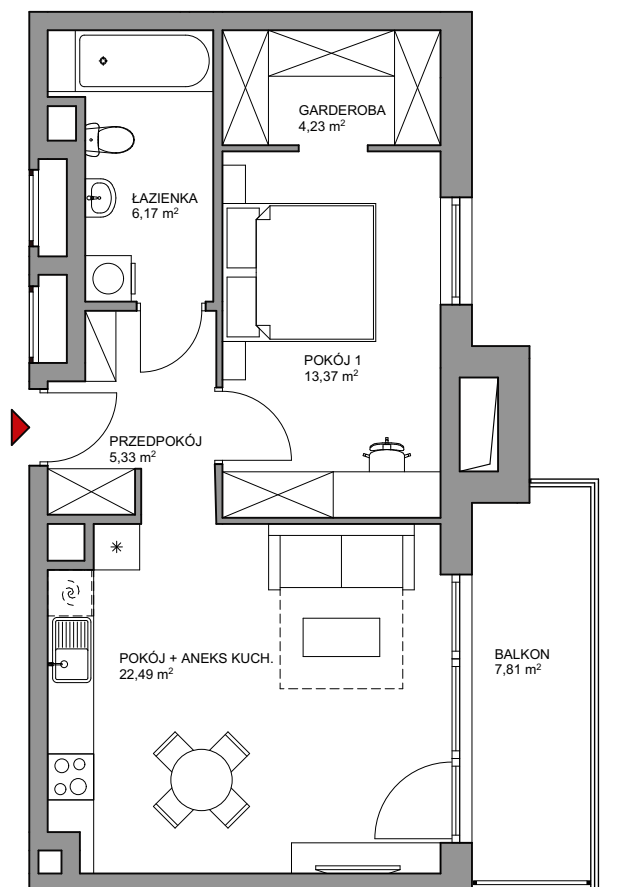 GARDEROBA
4,23 m²
ŁAZIENKA
6,17 m²
POKÓJ 1
13,37 m²
PRZEDPOKÓJ
5,33 m²
POKÓJ + ANEKS KUCH.
22,49 m²
BALKON
7,81 m²